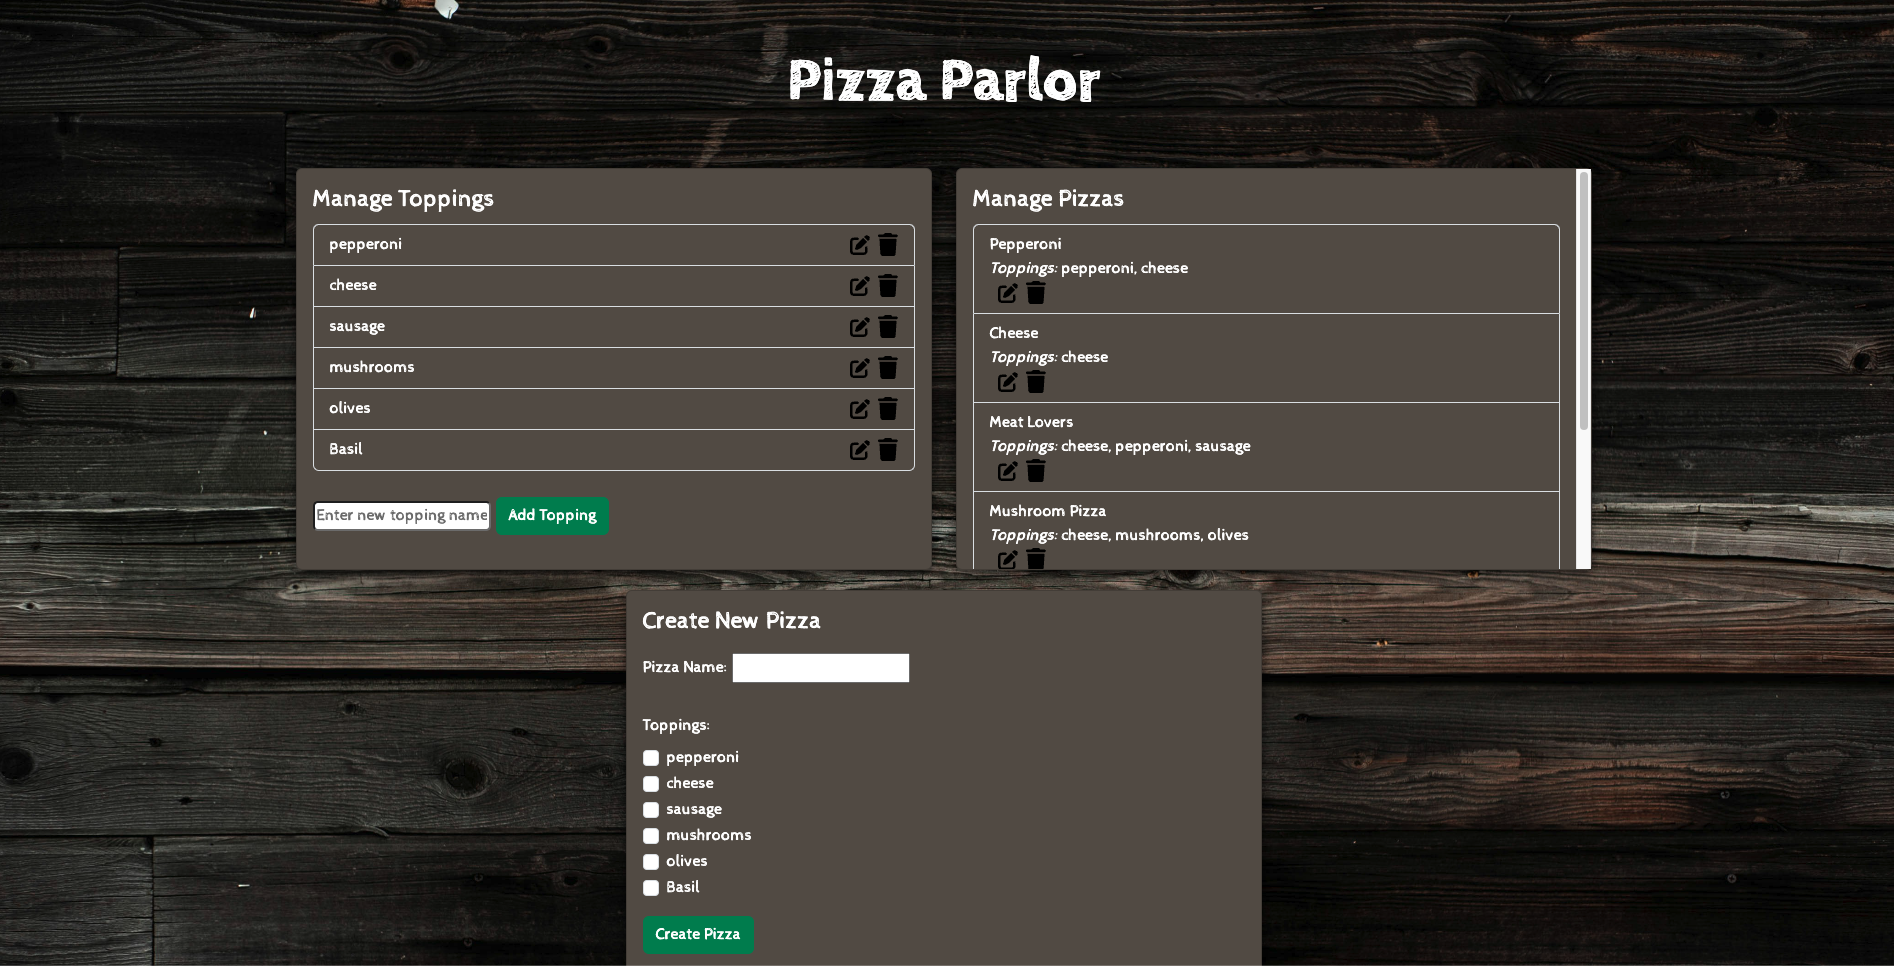 Pizza Parlor
Manage Toppings
pepperoni
cheese
sausage
mushrooms
olives
Basil
Enter new topping name
Add Topping
Manage Pizzas
Pepperoni
Toppings: pepperoni, cheese
Cheese
Toppings: cheese
Meat Lovers
Toppings: cheese, pepperoni, sausage
Mushroom Pizza
Toppings: cheese, mushrooms, olives
Create New Pizza
Pizza Name:
Toppings:
pepperoni
cheese
sausage
mushrooms
olives
Basil
Create Pizza